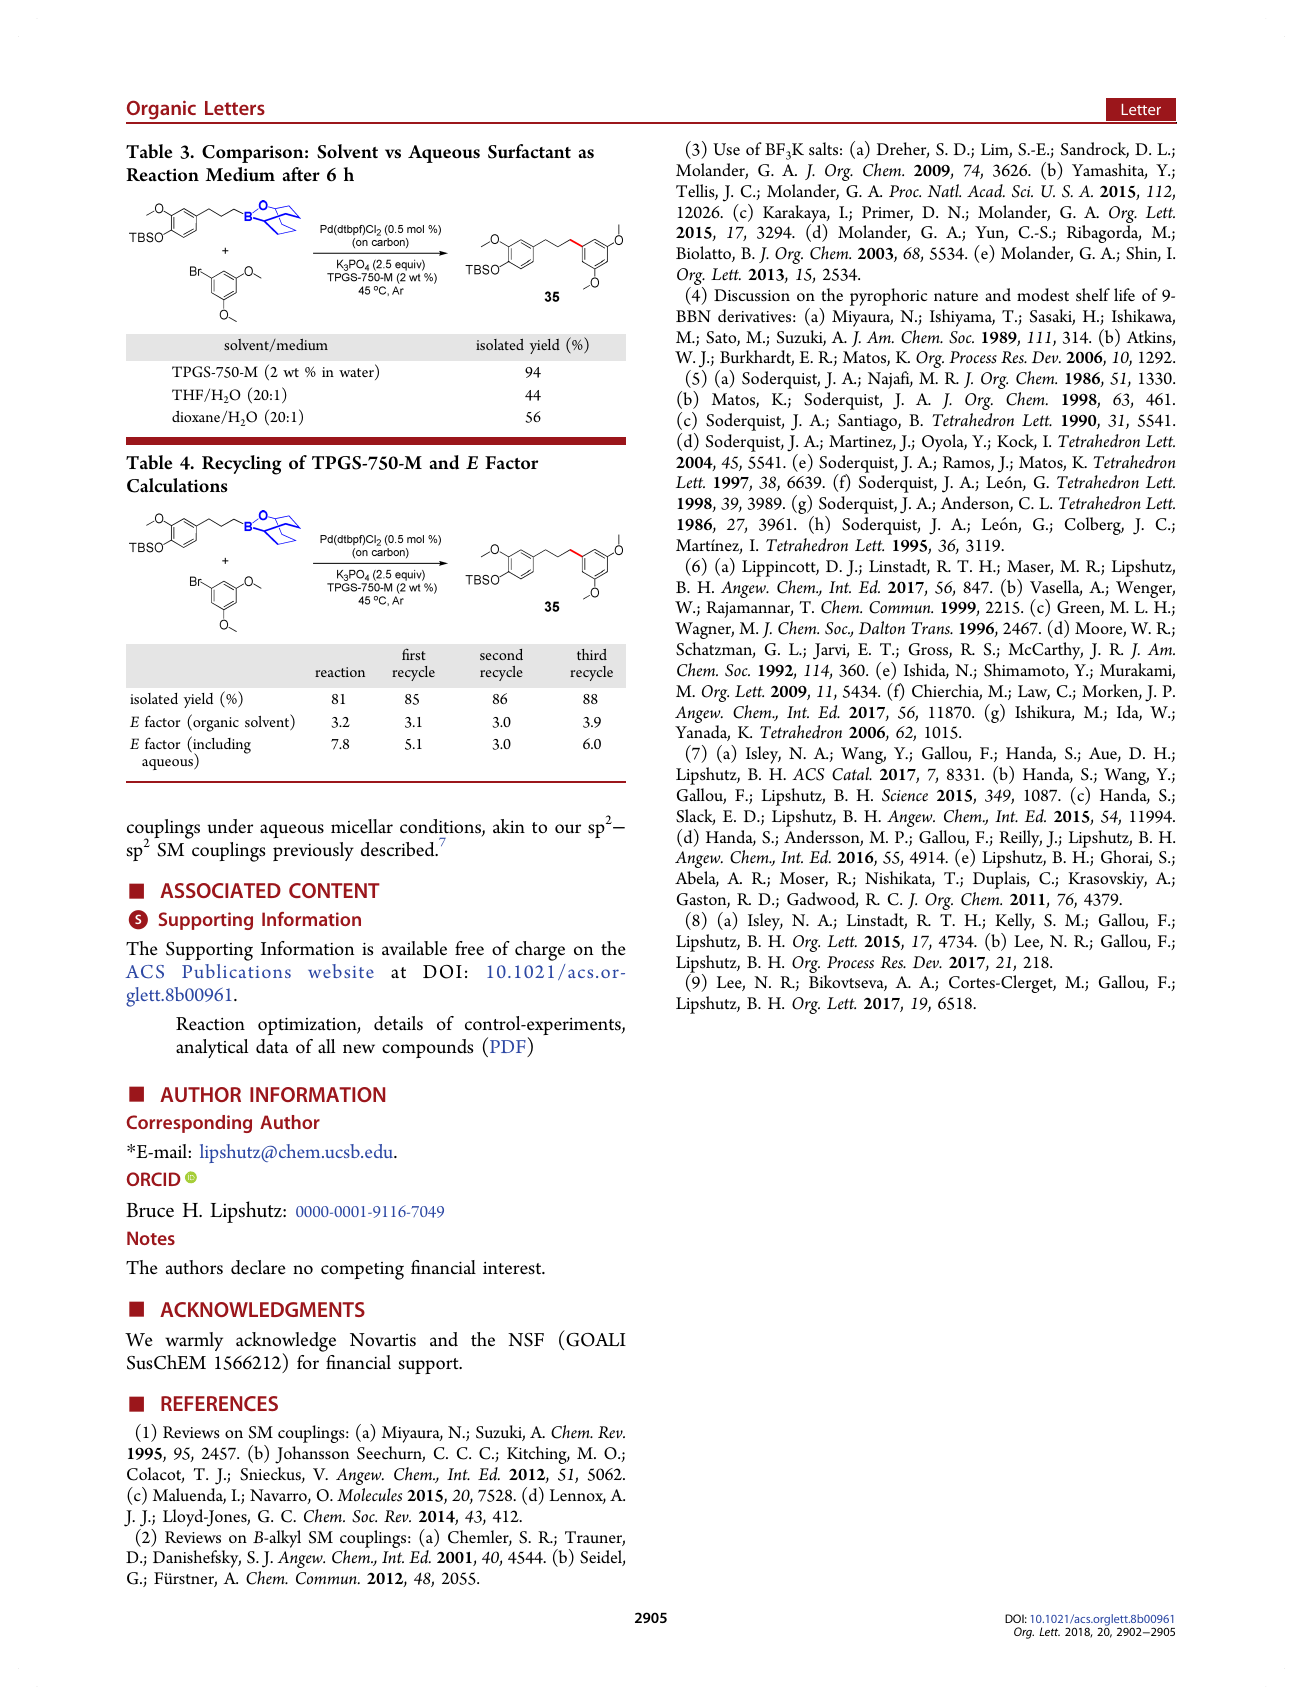 Organic Letters
Letter
Table 3. Comparison: Solvent vs Aqueous Surfactant as
Reaction Medium after 6 h
O
TBSO
B
O
+
Br
O
O
Pd(dtbpf)Cl2 (0.5 mol %)
(on carbon)
K3PO4 (2.5 equiv)
TPGS-750-M (2 wt %)
45 ºC, Ar
O
TBSO
O
O
35
solvent/medium isolated yield (%)
TPGS-750-M (2 wt % in water) 94
THF/H2O (20:1) 44
dioxane/H2O (20:1) 56
Table 4. Recycling of TPGS-750-M and E Factor
Calculations
O
TBSO
B
O
+
Br
O
O
Pd(dtbpf)Cl2 (0.5 mol %)
(on carbon)
K3PO4 (2.5 equiv)
TPGS-750-M (2 wt %)
45 ºC, Ar
O
TBSO
O
O
35
reaction first recycle second recycle third recycle
isolated yield (%) 81 85 86 88
E factor (organic solvent) 3.2 3.1 3.0 3.9
E factor (including 7.8 5.1 3.0 6.0
aqueous)
couplings under aqueous micellar conditions, akin to our sp2−
sp2 SM couplings previously described.7
■ ASSOCIATED CONTENT
S Supporting Information
The Supporting Information is available free of charge on the
ACS Publications website at DOI: 10.1021/acs.or-
glett.8b00961.
Reaction optimization, details of control-experiments,
analytical data of all new compounds (PDF)
■ AUTHOR INFORMATION
Corresponding Author
*E-mail: lipshutz@chem.ucsb.edu.
ORCID iD
Bruce H. Lipshutz: 0000-0001-9116-7049
Notes
The authors declare no competing financial interest.
■ ACKNOWLEDGMENTS
We warmly acknowledge Novartis and the NSF (GOALI
SusChEM 1566212) for financial support.
■ REFERENCES
(1) Reviews on SM couplings: (a) Miyaura, N.; Suzuki, A. Chem. Rev.
1995, 95, 2457. (b) Johansson Seechurn, C. C. C.; Kitching, M. O.;
Colacot, T. J.; Snieckus, V. Angew. Chem., Int. Ed. 2012, 51, 5062.
(c) Maluenda, I.; Navarro, O. Molecules 2015, 20, 7528. (d) Lennox, A.
J. J.; Lloyd-Jones, G. C. Chem. Soc. Rev. 2014, 43, 412.
(2) Reviews on B-alkyl SM couplings: (a) Chemler, S. R.; Trauner,
D.; Danishefsky, S. J. Angew. Chem., Int. Ed. 2001, 40, 4544. (b) Seidel,
G.; Fürstner, A. Chem. Commun. 2012, 48, 2055.
(3) Use of BF3K salts: (a) Dreher, S. D.; Lim, S.-E.; Sandrock, D. L.;
Molander, G. A. J. Org. Chem. 2009, 74, 3626. (b) Yamashita, Y.;
Tellis, J. C.; Molander, G. A. Proc. Natl. Acad. Sci. U. S. A. 2015, 112,
12026. (c) Karakaya, I.; Primer, D. N.; Molander, G. A. Org. Lett.
2015, 17, 3294. (d) Molander, G. A.; Yun, C.-S.; Ribagorda, M.;
Biolatto, B. J. Org. Chem. 2003, 68, 5534. (e) Molander, G. A.; Shin, I.
Org. Lett. 2013, 15, 2534.
(4) Discussion on the pyrophoric nature and modest shelf life of 9-
BBN derivatives: (a) Miyaura, N.; Ishiyama, T.; Sasaki, H.; Ishikawa,
M.; Sato, M.; Suzuki, A. J. Am. Chem. Soc. 1989, 111, 314. (b) Atkins,
W. J.; Burkhardt, E. R.; Matos, K. Org. Process Res. Dev. 2006, 10, 1292.
(5) (a) Soderquist, J. A.; Najafi, M. R. J. Org. Chem. 1986, 51, 1330.
(b) Matos, K.; Soderquist, J. A. J. Org. Chem. 1998, 63, 461.
(c) Soderquist, J. A.; Santiago, B. Tetrahedron Lett. 1990, 31, 5541.
(d) Soderquist, J. A.; Martinez, J.; Oyola, Y.; Kock, I. Tetrahedron Lett.
2004, 45, 5541. (e) Soderquist, J. A.; Ramos, J.; Matos, K. Tetrahedron
Lett. 1997, 38, 6639. (f) Soderquist, J. A.; León, G. Tetrahedron Lett.
1998, 39, 3989. (g) Soderquist, J. A.; Anderson, C. L. Tetrahedron Lett.
1986, 27, 3961. (h) Soderquist, J. A.; León, G.; Colberg, J. C.;
Martínez, I. Tetrahedron Lett. 1995, 36, 3119.
(6) (a) Lippincott, D. J.; Linstadt, R. T. H.; Maser, M. R.; Lipshutz,
B. H. Angew. Chem., Int. Ed. 2017, 56, 847. (b) Vasella, A.; Wenger,
W.; Rajamannar, T. Chem. Commun. 1999, 2215. (c) Green, M. L. H.;
Wagner, M. J. Chem. Soc., Dalton Trans. 1996, 2467. (d) Moore, W. R.;
Schatzman, G. L.; Jarvi, E. T.; Gross, R. S.; McCarthy, J. R. J. Am.
Chem. Soc. 1992, 114, 360. (e) Ishida, N.; Shimamoto, Y.; Murakami,
M. Org. Lett. 2009, 11, 5434. (f) Chierchia, M.; Law, C.; Morken, J. P.
Angew. Chem., Int. Ed. 2017, 56, 11870. (g) Ishikura, M.; Ida, W.;
Yanada, K. Tetrahedron 2006, 62, 1015.
(7) (a) Isley, N. A.; Wang, Y.; Gallou, F.; Handa, S.; Aue, D. H.;
Lipshutz, B. H. ACS Catal. 2017, 7, 8331. (b) Handa, S.; Wang, Y.;
Gallou, F.; Lipshutz, B. H. Science 2015, 349, 1087. (c) Handa, S.;
Slack, E. D.; Lipshutz, B. H. Angew. Chem., Int. Ed. 2015, 54, 11994.
(d) Handa, S.; Andersson, M. P.; Gallou, F.; Reilly, J.; Lipshutz, B. H.
Angew. Chem., Int. Ed. 2016, 55, 4914. (e) Lipshutz, B. H.; Ghorai, S.;
Abela, A. R.; Moser, R.; Nishikata, T.; Duplais, C.; Krasovskiy, A.;
Gaston, R. D.; Gadwood, R. C. J. Org. Chem. 2011, 76, 4379.
(8) (a) Isley, N. A.; Linstadt, R. T. H.; Kelly, S. M.; Gallou, F.;
Lipshutz, B. H. Org. Lett. 2015, 17, 4734. (b) Lee, N. R.; Gallou, F.;
Lipshutz, B. H. Org. Process Res. Dev. 2017, 21, 218.
(9) Lee, N. R.; Bikovtseva, A. A.; Cortes-Clerget, M.; Gallou, F.;
Lipshutz, B. H. Org. Lett. 2017, 19, 6518.
2905
DOI: 10.1021/acs.orglett.8b00961
Org. Lett. 2018, 20, 2902−2905